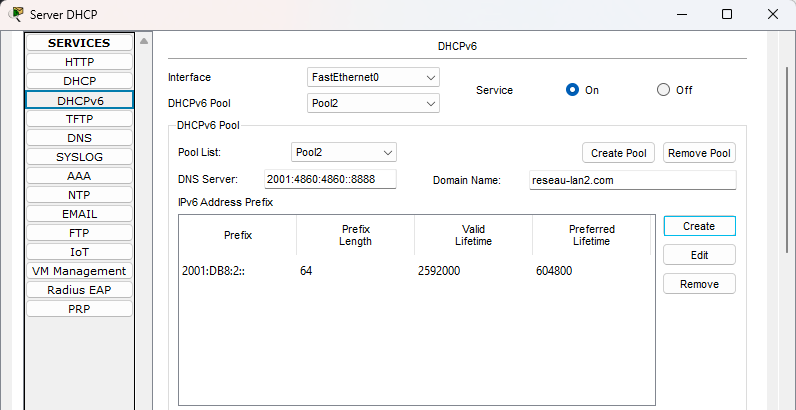 Server DHCP
SERVICES
HTTP
DHCP
DHCPv6
TFTP
DNS
SYSLOG
AAA
NTP
EMAIL
FTP
IoT
VM Management
Radius EAP
PRP
DHCPv6
Interface FastEthernet0 Service On Off
DHCPv6 Pool Pool2
DHCPv6 Pool
Pool List: Pool2 Create Pool Remove Pool
DNS Server: 2001:4860:4860::8888 Domain Name: reseau-lan2.com
IPv6 Address Prefix
Prefix Prefix Length Valid Lifetime Preferred Lifetime
2001:DB8:2:: 64 2592000 604800
Create
Edit
Remove